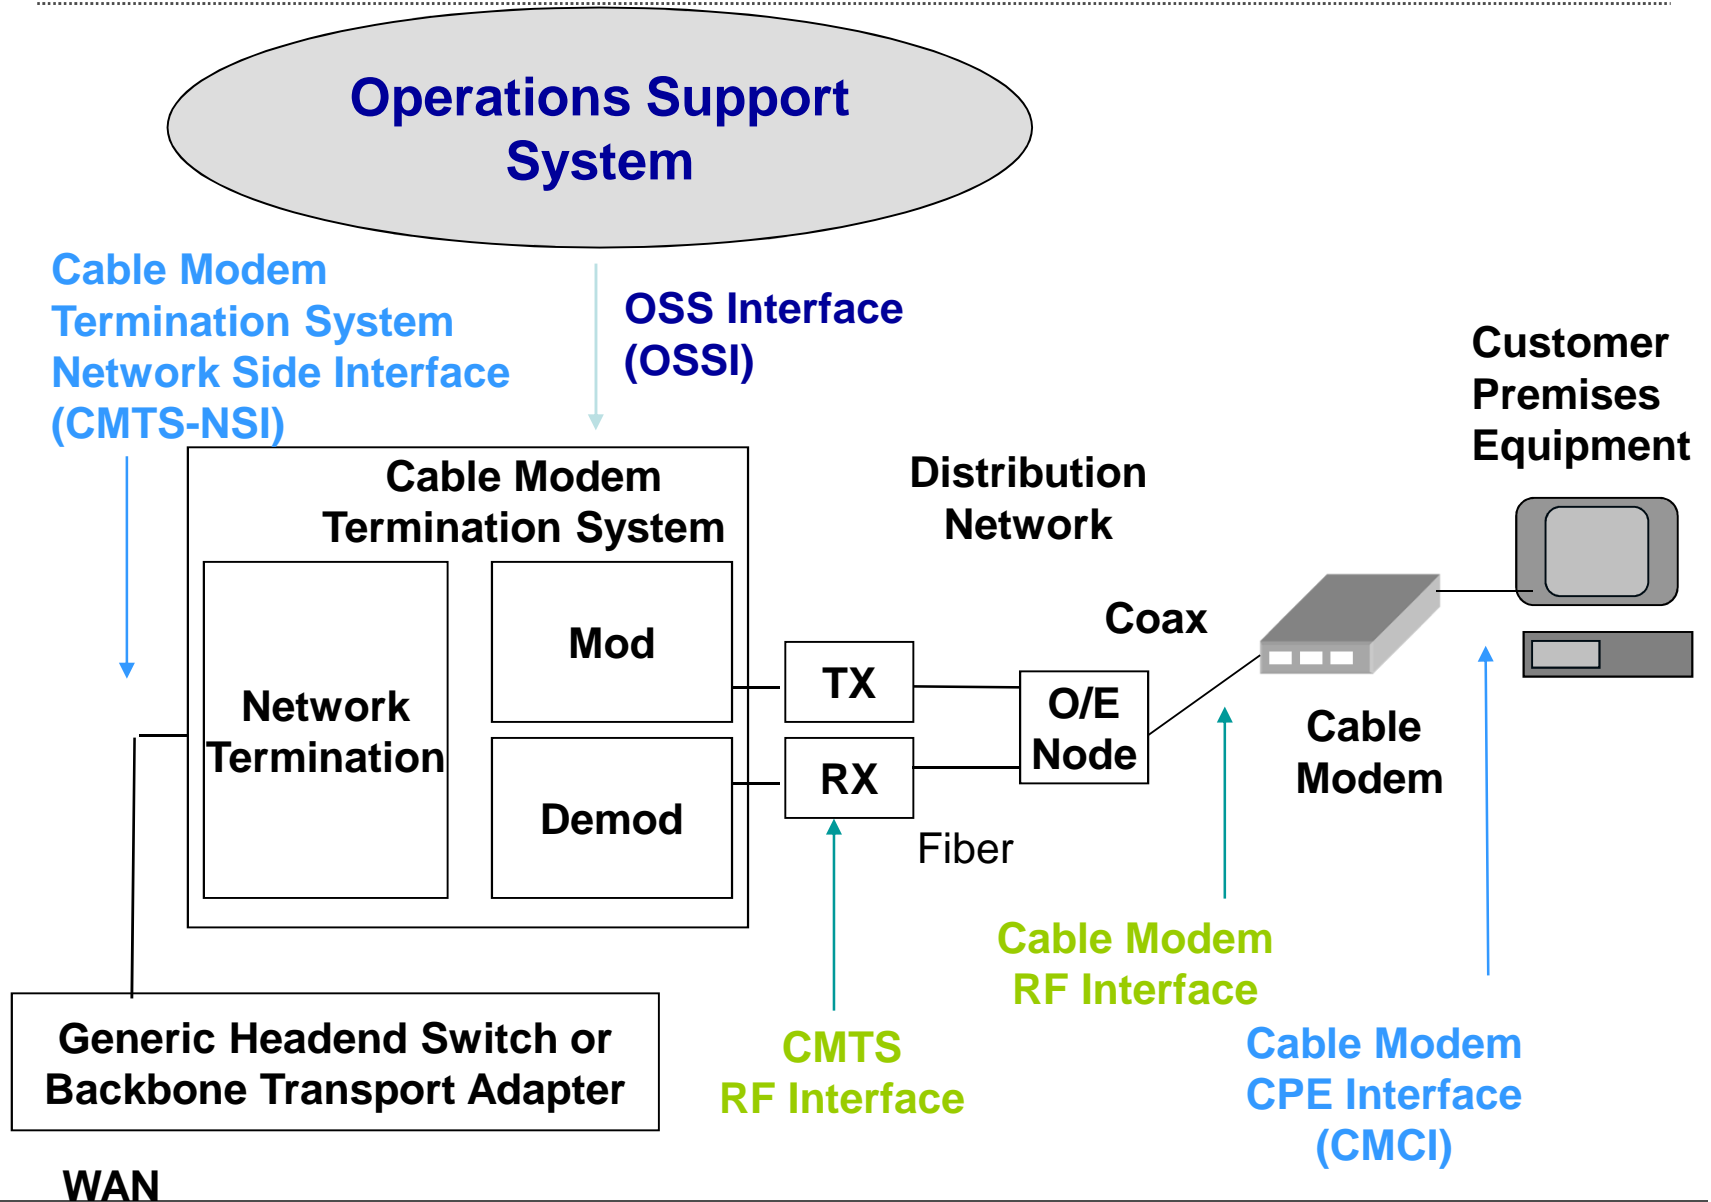 Operations Support
System
Cable Modem
Termination System
Network Side Interface
(CMTS-NSI)
OSS Interface
(OSSI)
Customer
Premises
Equipment
Cable Modem
Termination System
Distribution
Network
Mod
Coax
TX
Network
Termination
O/E
Node
Cable
Modem
RX
Demod
Fiber
Cable Modem
RF Interface
Generic Headend Switch or
Backbone Transport Adapter
CMTS
RF Interface
Cable Modem
CPE Interface
(CMCI)
WAN